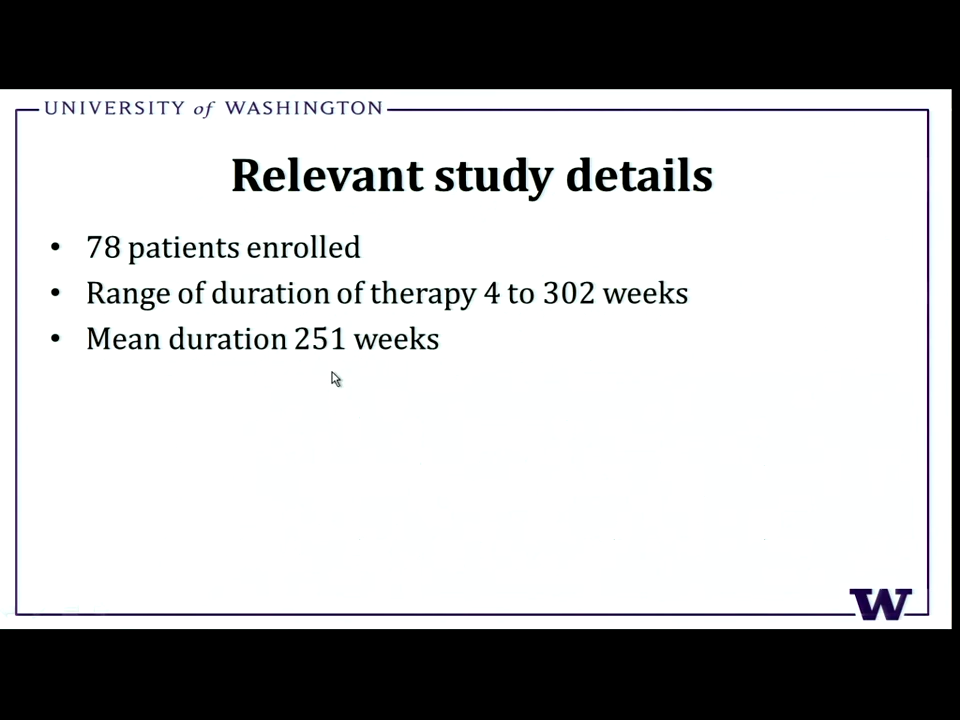 UNIVERSITY of WASHINGTON
Relevant study details
• 78 patients enrolled
• Range of duration of therapy 4 to 302 weeks
• Mean duration 251 weeks
W